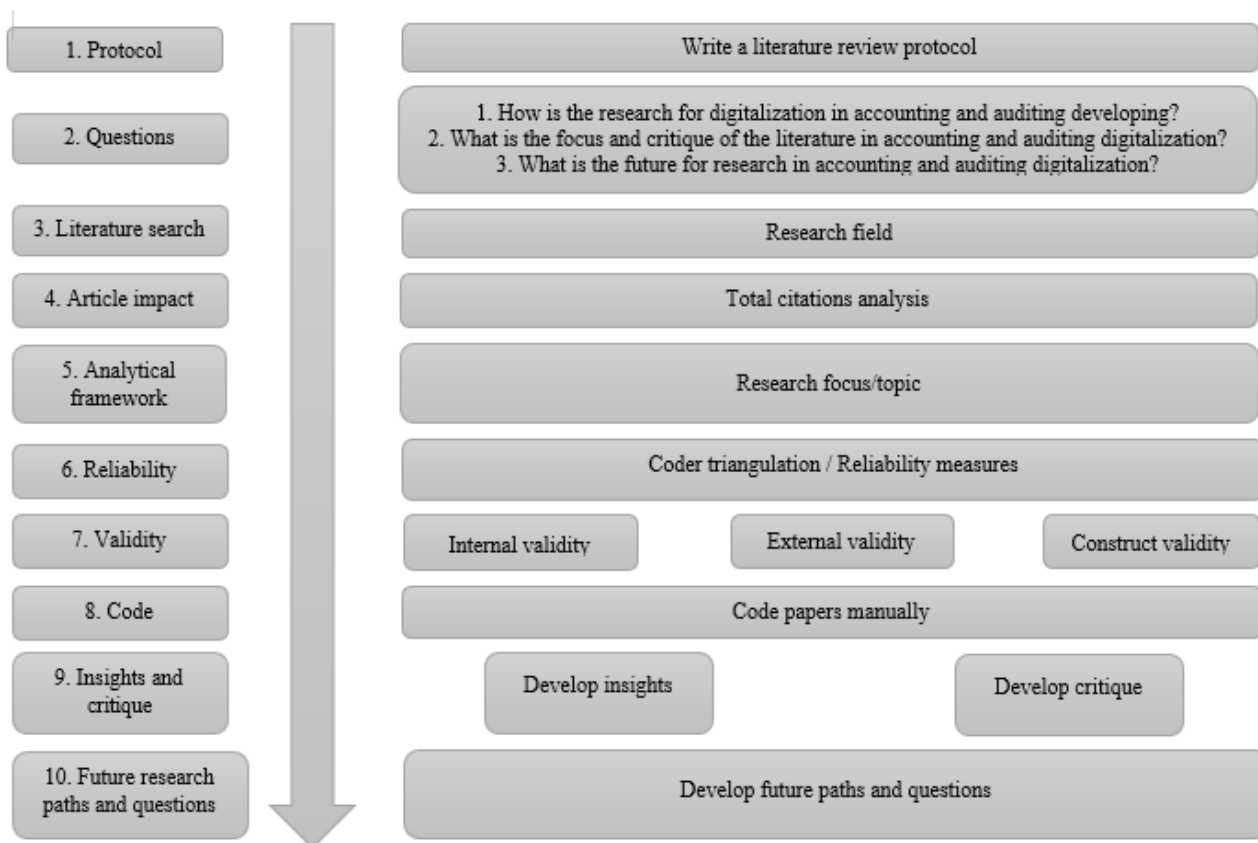 1. Protocol
Write a literature review protocol
2. Questions
1. How is the research for digitalization in accounting and auditing developing?
2. What is the focus and critique of the literature in accounting and auditing digitalization?
3. What is the future for research in accounting and auditing digitalization?
3. Literature search
Research field
4. Article impact
Total citations analysis
5. Analytical
framework
Research focus/topic
6. Reliability
Coder triangulation / Reliability measures
7. Validity
Internal validity
External validity
Construct validity
8. Code
Code papers manually
9. Insights and
critique
Develop insights
Develop critique
10. Future research
paths and questions
Develop future paths and questions